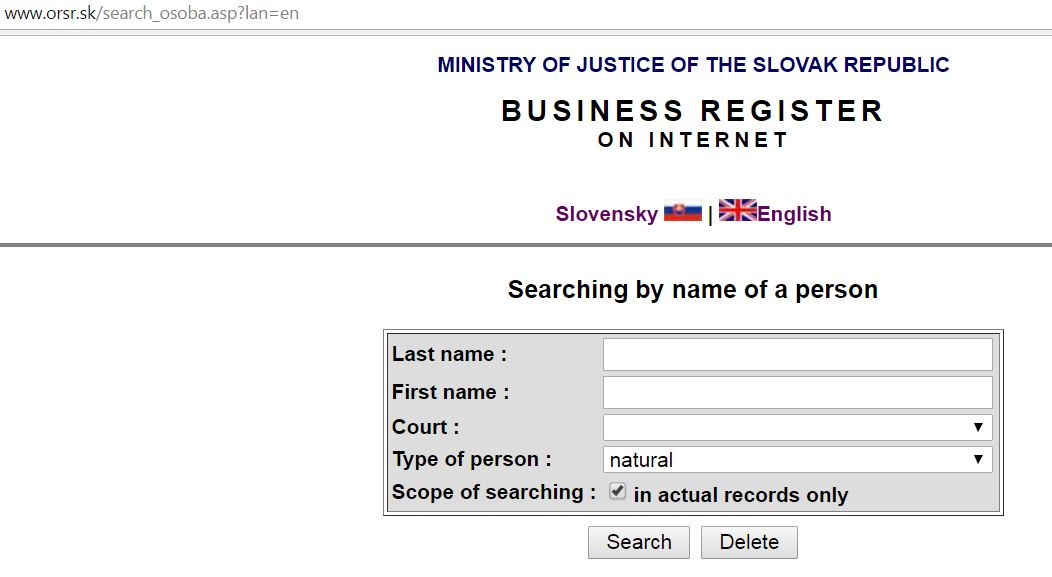 www.orsr.sk/search_osoba.asp?lan=en
MINISTRY OF JUSTICE OF THE SLOVAK REPUBLIC
BUSINESS REGISTER
ON INTERNET
Slovensky | English
Searching by name of a person
Last name :
First name :
Court :
Type of person : natural
Scope of searching : in actual records only
Search Delete